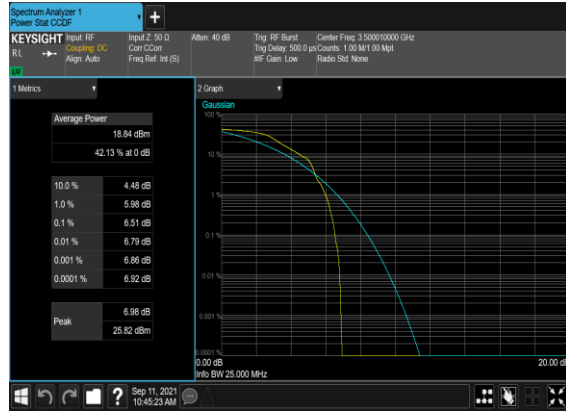 Spectrum Analyzer 1
Power Stat CCDF
+
KEYSIGHT
RL
Input: RF
Coupling: DC
Align: Auto
Input Z: 50 Ω
Corr CCorr
Freq Ref: Int (S)
Atten: 40 dB
Trig: RF Burst
Trig Delay: 500.0 µs
#IF Gain: Low
Center Freq: 3.500010000 GHz
Counts: 1.00 M/1.00 Mpt
Radio Std: None
1 Metrics
Average Power
18.84 dBm
42.13 % at 0 dB
10.0 % 4.48 dB
1.0 % 5.98 dB
0.1 % 6.51 dB
0.01 % 6.79 dB
0.001 % 6.86 dB
0.0001 % 6.92 dB
Peak
6.98 dB
25.82 dBm
2 Graph
Gaussian
100 %
10 %
1 %
0.1 %
0.01 %
0.001 %
0.0001 %
0.00 dB
20.00 dB
Info BW 25.000 MHz
?
Sep 11, 2021
10:45:23 AM